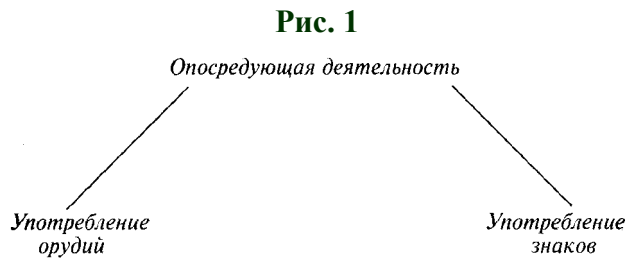 Рис. 1
Опосредующая деятельность
Употребление
орудий
Употребление
знаков